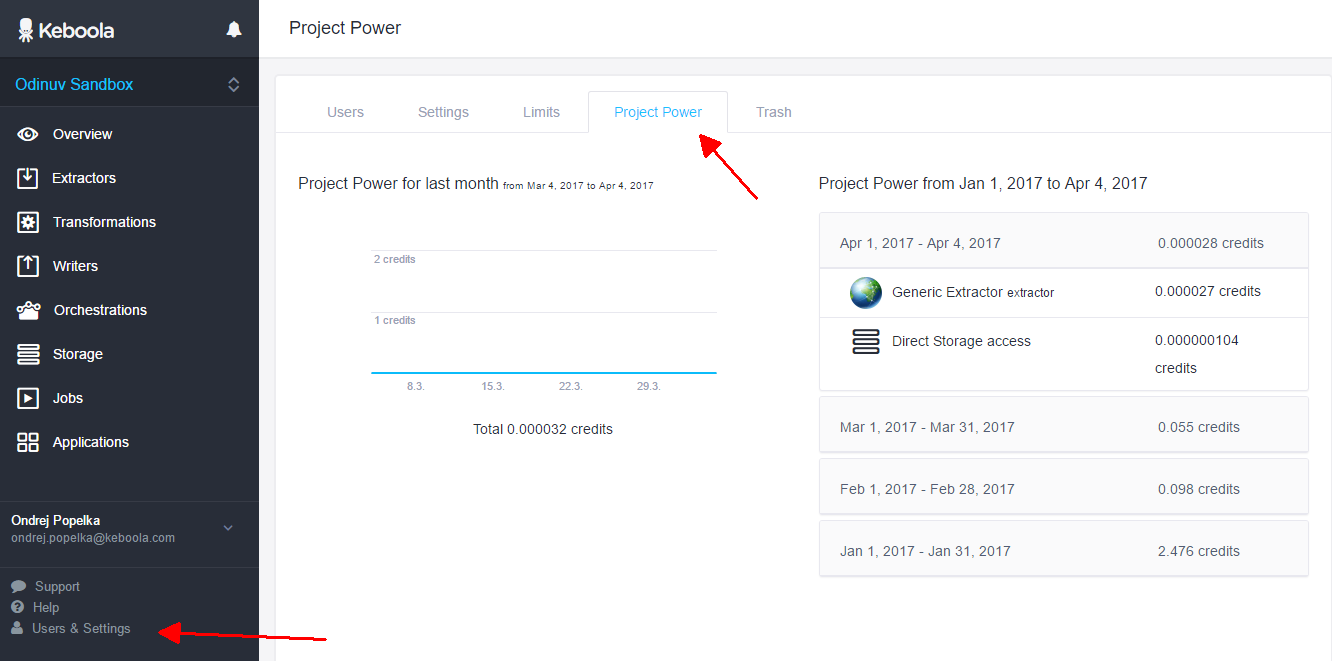 Keboola
Odinuv Sandbox
Overview
Extractors
Transformations
Writers
Orchestrations
Storage
Jobs
Applications
Ondrej Popelka
ondrej.popelka@keboola.com
Support
Help
Users & Settings
Project Power
Users
Settings
Limits
Project Power
Trash
Project Power for last month from Mar 4, 2017 to Apr 4, 2017
2 credits
1 credits
8.3.
15.3.
22.3.
29.3.
Total 0.000032 credits
Project Power from Jan 1, 2017 to Apr 4, 2017
Apr 1, 2017 - Apr 4, 2017
0.000028 credits
Generic Extractor extractor
0.000027 credits
Direct Storage access
0.000000104
credits
Mar 1, 2017 - Mar 31, 2017
0.055 credits
Feb 1, 2017 - Feb 28, 2017
0.098 credits
Jan 1, 2017 - Jan 31, 2017
2.476 credits